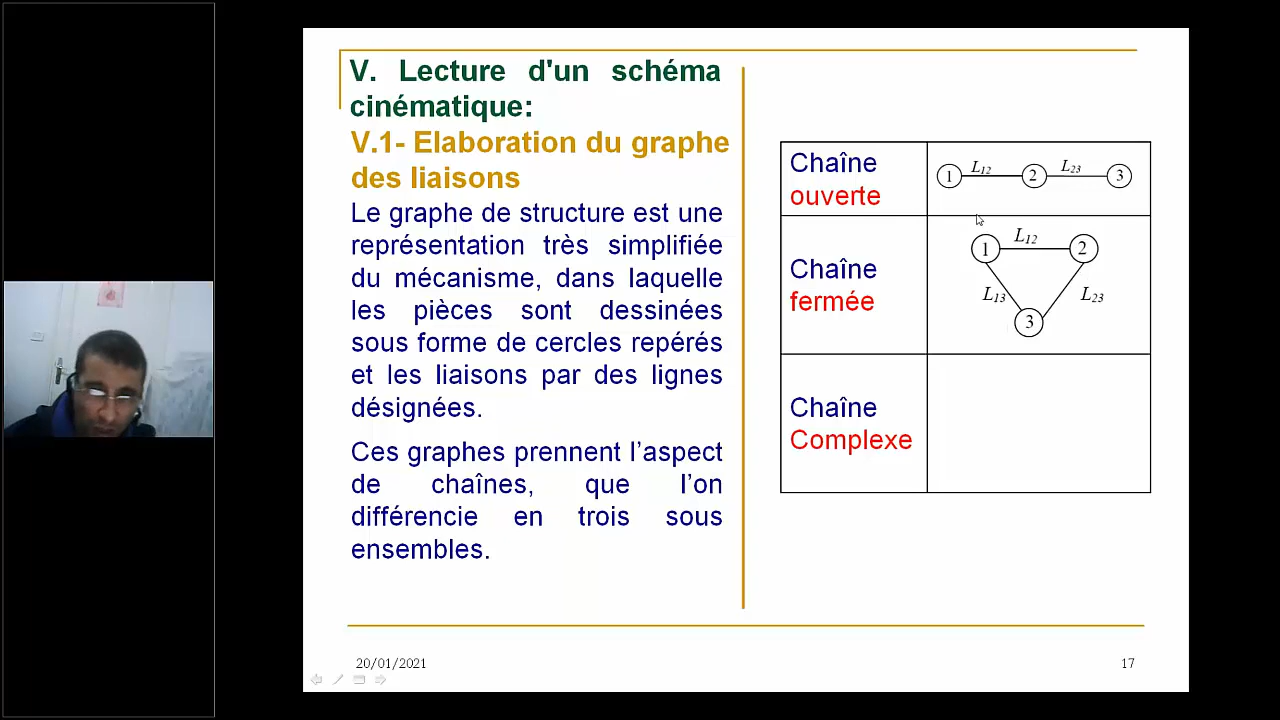 V. Lecture d'un schéma
cinématique:
V.1- Elaboration du graphe
des liaisons
Le graphe de structure est une
représentation très simplifiée
du mécanisme, dans laquelle
les pièces sont dessinées
sous forme de cercles repérés
et les liaisons par des lignes
désignées.
Ces graphes prennent l’aspect
de chaînes, que l’on
différencie en trois sous
ensembles.
Chaîne
ouverte
1 L12 2 L23 3
Chaîne
fermée
L12
1 2
L13 L23
3
Chaîne
Complexe
20/01/2021
17